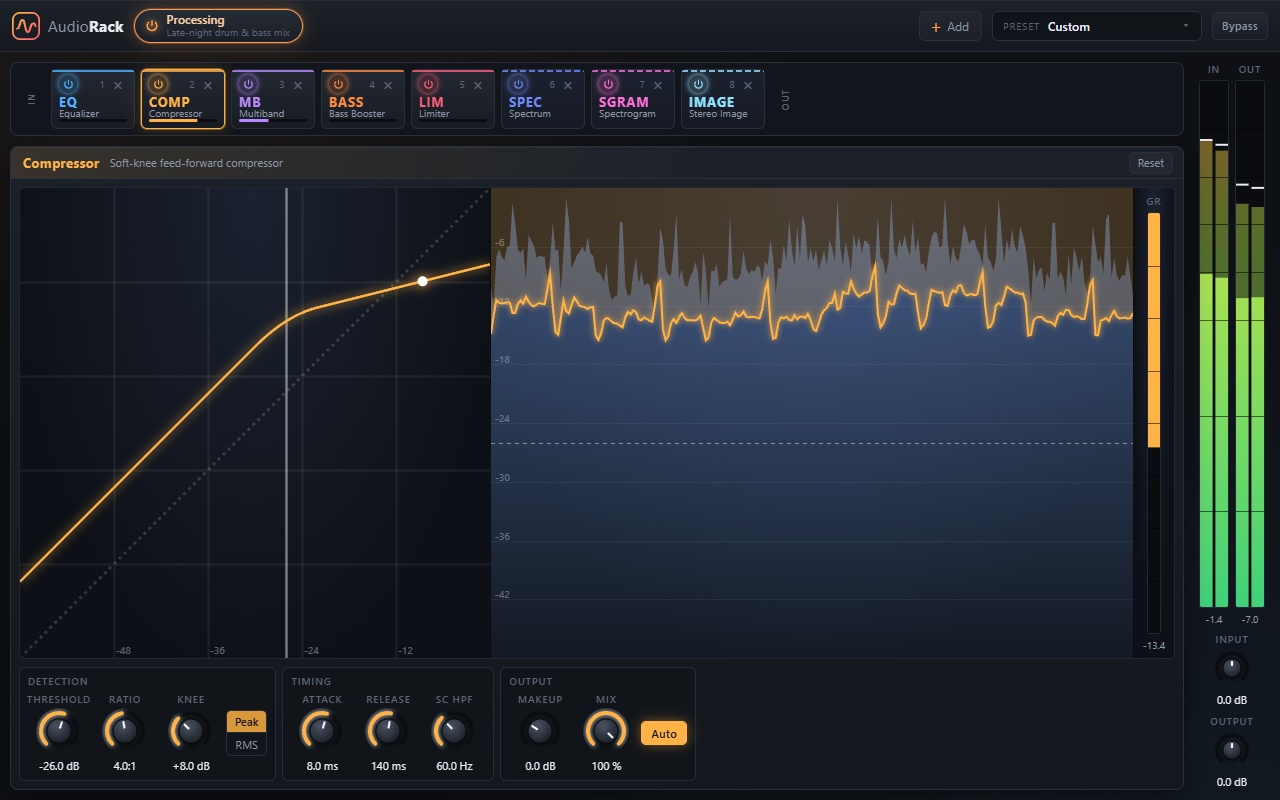 AudioRack
Processing
Late-night drum & bass mix
+ Add
PRESET Custom
Bypass
IN
1
EQ
Equalizer
2
COMP
Compressor
3
MB
Multiband
4
BASS
Bass Booster
5
LIM
Limiter
6
SPEC
Spectrum
7
SGRAM
Spectrogram
8
IMAGE
Stereo Image
OUT
Compressor Soft-knee feed-forward compressor
Reset
-48 -36 -24 -12
-6
-18
-24
-30
-36
-42
GR
-13.4
DETECTION
THRESHOLD RATIO KNEE
Peak
RMS
-26.0 dB 4.0:1 +8.0 dB
TIMING
ATTACK RELEASE SC HPF
8.0 ms 140 ms 60.0 Hz
OUTPUT
MAKEUP MIX
Auto
0.0 dB 100 %
IN OUT
-1.4 -7.0
INPUT
0.0 dB
OUTPUT
0.0 dB